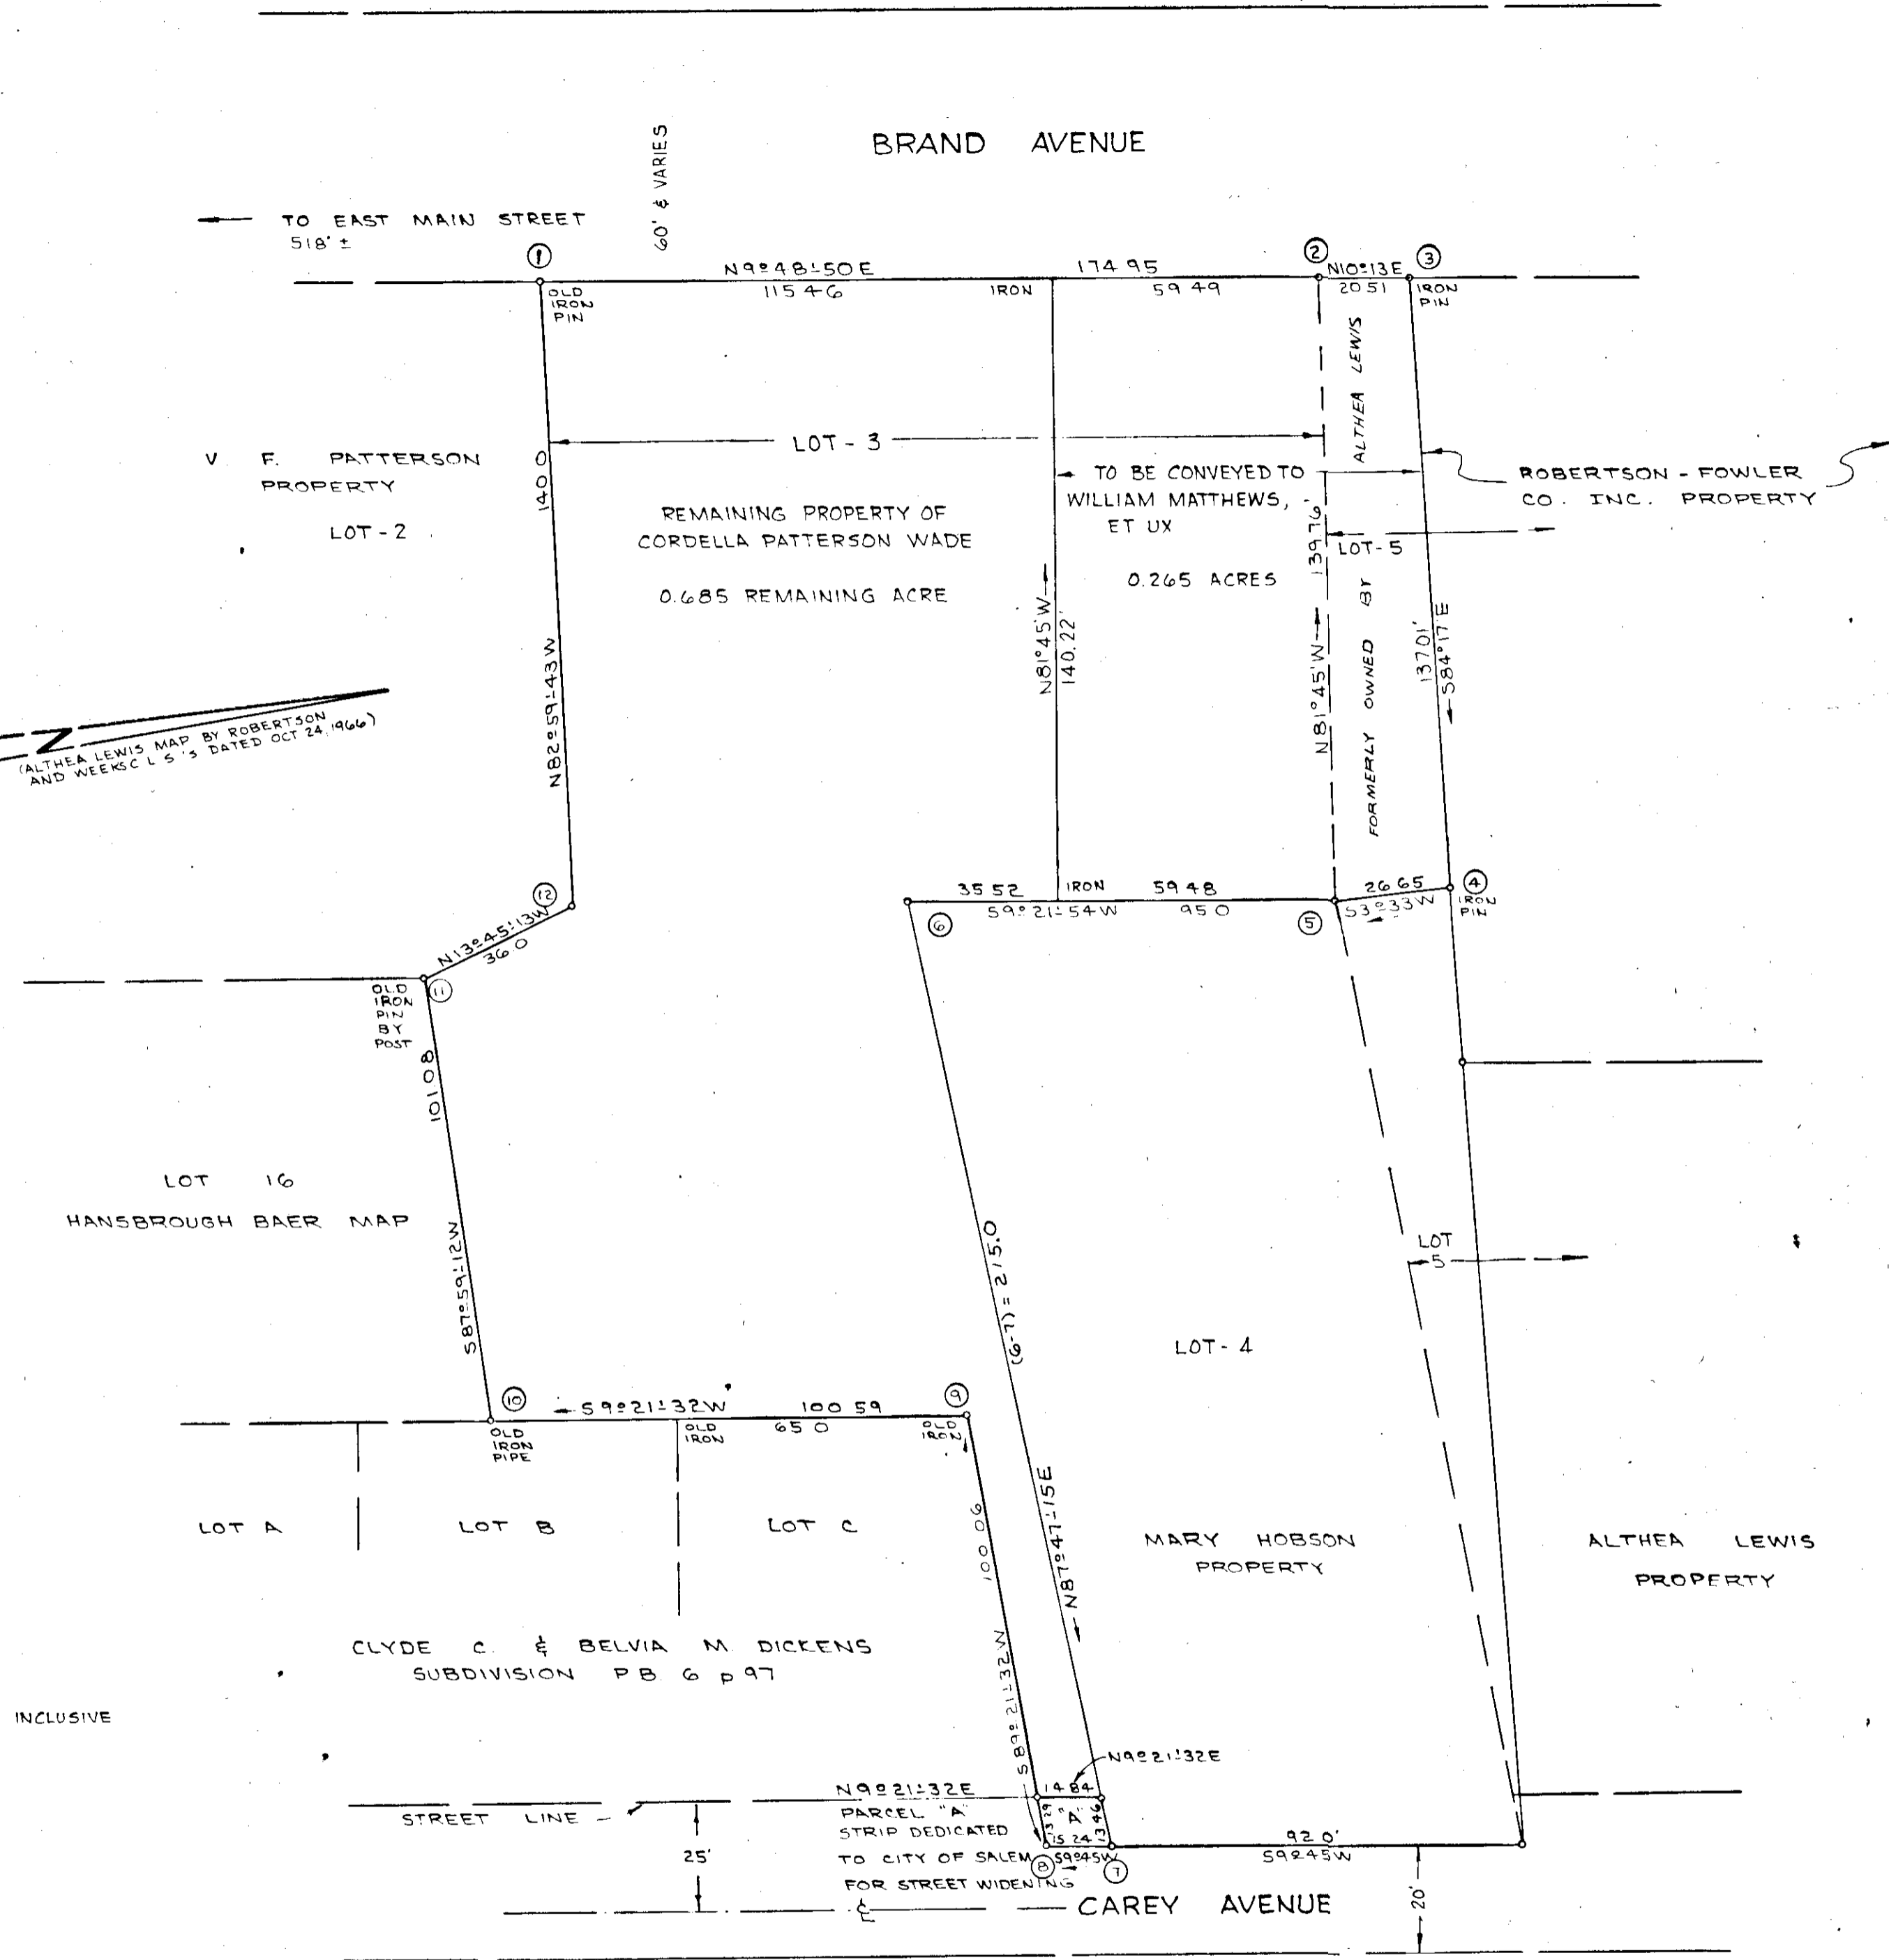 BRAND AVENUE
60' & VARIES
TO EAST MAIN STREET
518' ±
1
N9°48'-50E
174 95
2
N10°13E
3
OLD
IRON
PIN
115 46
IRON
59 49
20 51
IRON
PIN
ALTHEA LEWIS
LOT - 3
V. F. PATTERSON
PROPERTY
LOT - 2
140 0
N82°59'-43W
REMAINING PROPERTY OF
CORDELLA PATTERSON WADE
0.685 REMAINING ACRE
TO BE CONVEYED TO
WILLIAM MATTHEWS,
ET UX
0.265 ACRES
N81°45'W
140.22'
N81°45'W
139 76'
LOT- 5
FORMERLY OWNED BY
ROBERTSON - FOWLER
CO. INC. PROPERTY
137 01'
S84°17'E
N
(ALTHEA LEWIS MAP BY ROBERTSON
AND WEEKS C L S 'S DATED OCT 24, 1966)
12
N13°45'-13W
36 0
11
OLD
IRON
PIN
BY
POST
35 52
IRON
59 48
26 65
4
S9°21'-54W
95 0
S3°33W
IRON
PIN
6
5
101 08
S87°59'-12W
LOT 16
HANSBROUGH BAER MAP
(6-7) = 215.0
N87°47'-15E
LOT
5
LOT - 4
10
S9°21'-32W
100 59
9
OLD
IRON
PIPE
OLD
IRON
65 0
OLD
IRON
LOT A
LOT B
LOT C
100 06
S89°21'-32W
MARY HOBSON
PROPERTY
ALTHEA LEWIS
PROPERTY
CLYDE C. & BELVIA M. DICKENS
SUBDIVISION P B. 6 p 97
INCLUSIVE
N9°21'-32E
N9°21'-32E
14 84
STREET LINE
PARCEL "A"
STRIP DEDICATED
TO CITY OF SALEM
FOR STREET WIDENING
13 29
"A"
13 46
15 24
8
S9°45W
7
92 0'
S9°45W
25'
20'
℄
CAREY AVENUE